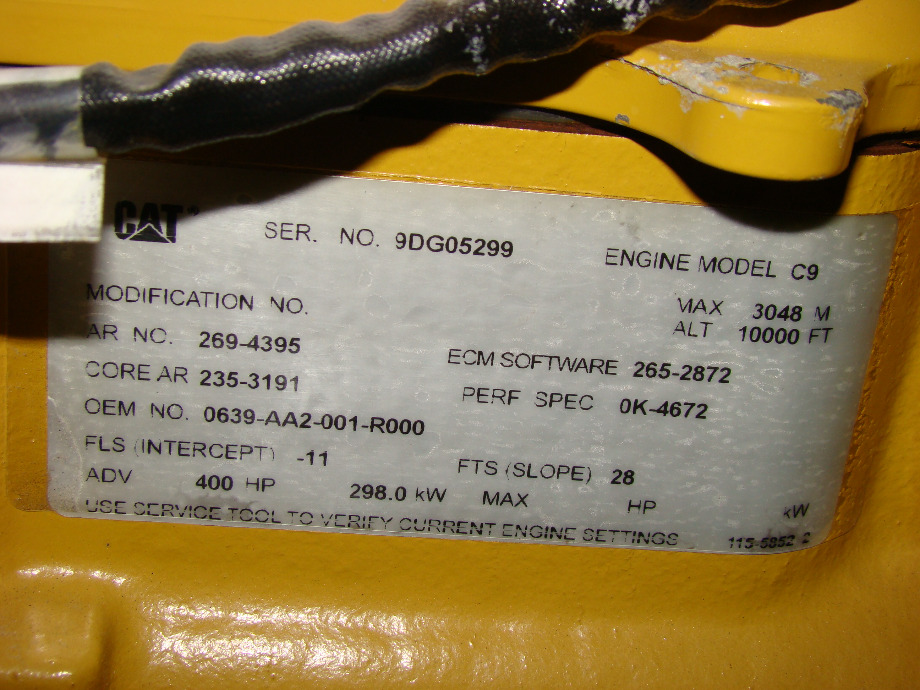 CAT
SER. NO. 9DG05299
ENGINE MODEL C9
MODIFICATION NO.
MAX 3048 M
ALT 10000 FT
AR NO. 269-4395
ECM SOFTWARE 265-2872
CORE AR 235-3191
PERF SPEC 0K-4672
OEM NO. 0639-AA2-001-R000
FLS (INTERCEPT) -11
FTS (SLOPE) 28
ADV 400 HP 298.0 kW MAX HP kW
USE SERVICE TOOL TO VERIFY CURRENT ENGINE SETTINGS 115-5852 2